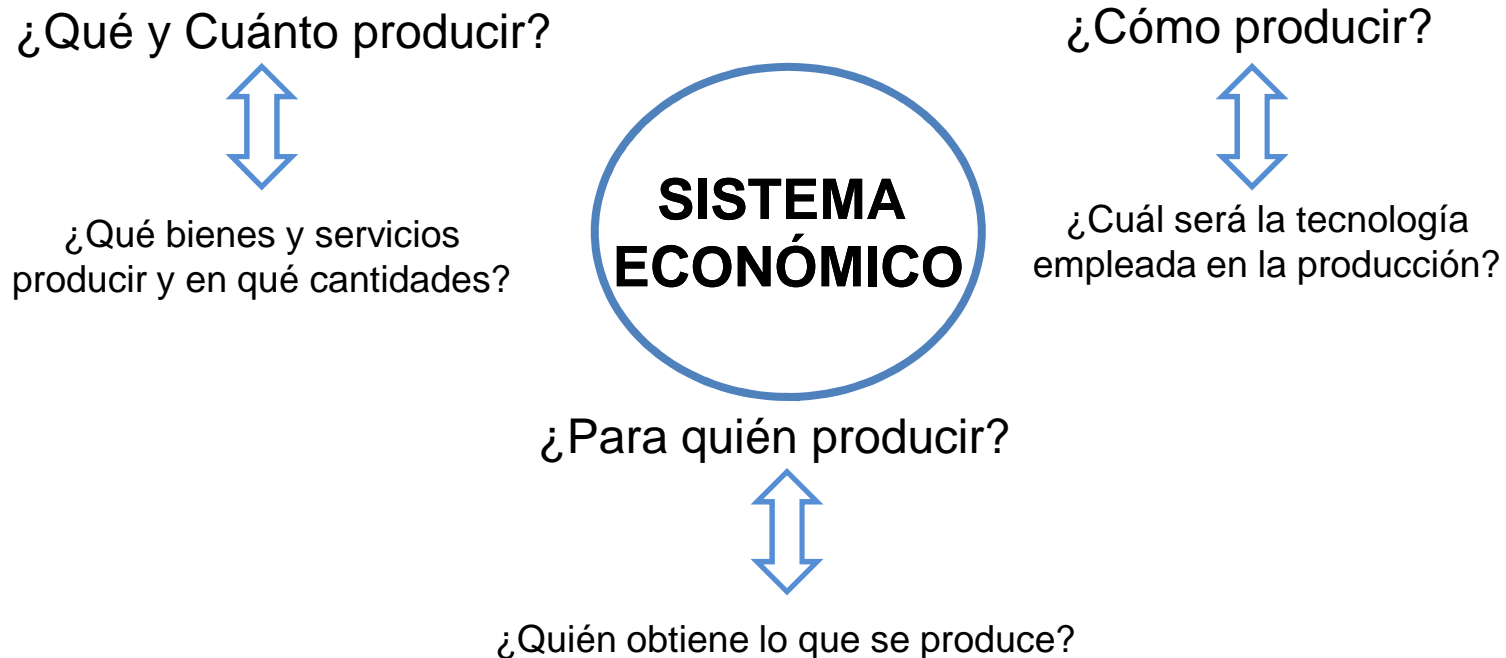 ¿Qué y Cuánto producir?
¿Qué bienes y servicios
producir y en qué cantidades?
SISTEMA
ECONÓMICO
¿Cómo producir?
¿Cuál será la tecnología
empleada en la producción?
¿Para quién producir?
¿Quién obtiene lo que se produce?